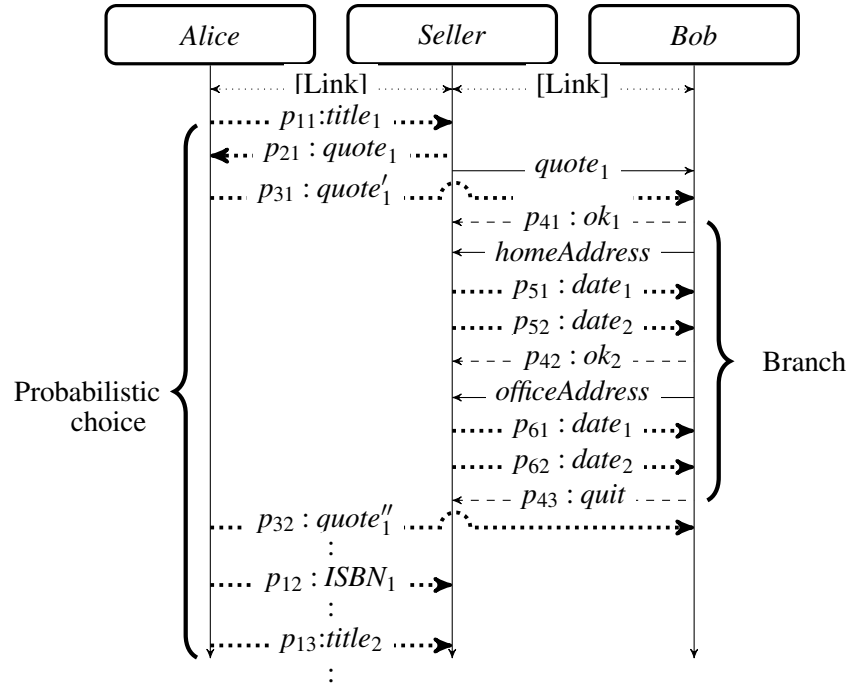 Alice Seller Bob
[Link] [Link]
p₁₁:title₁
p₂₁ : quote₁
quote₁
p₃₁ : quote′₁
p₄₁ : ok₁
homeAddress
p₅₁ : date₁
p₅₂ : date₂
p₄₂ : ok₂
Branch
Probabilistic
choice
officeAddress
p₆₁ : date₁
p₆₂ : date₂
p₄₃ : quit
p₃₂ : quote″₁
⋮
p₁₂ : ISBN₁
⋮
p₁₃:title₂
⋮